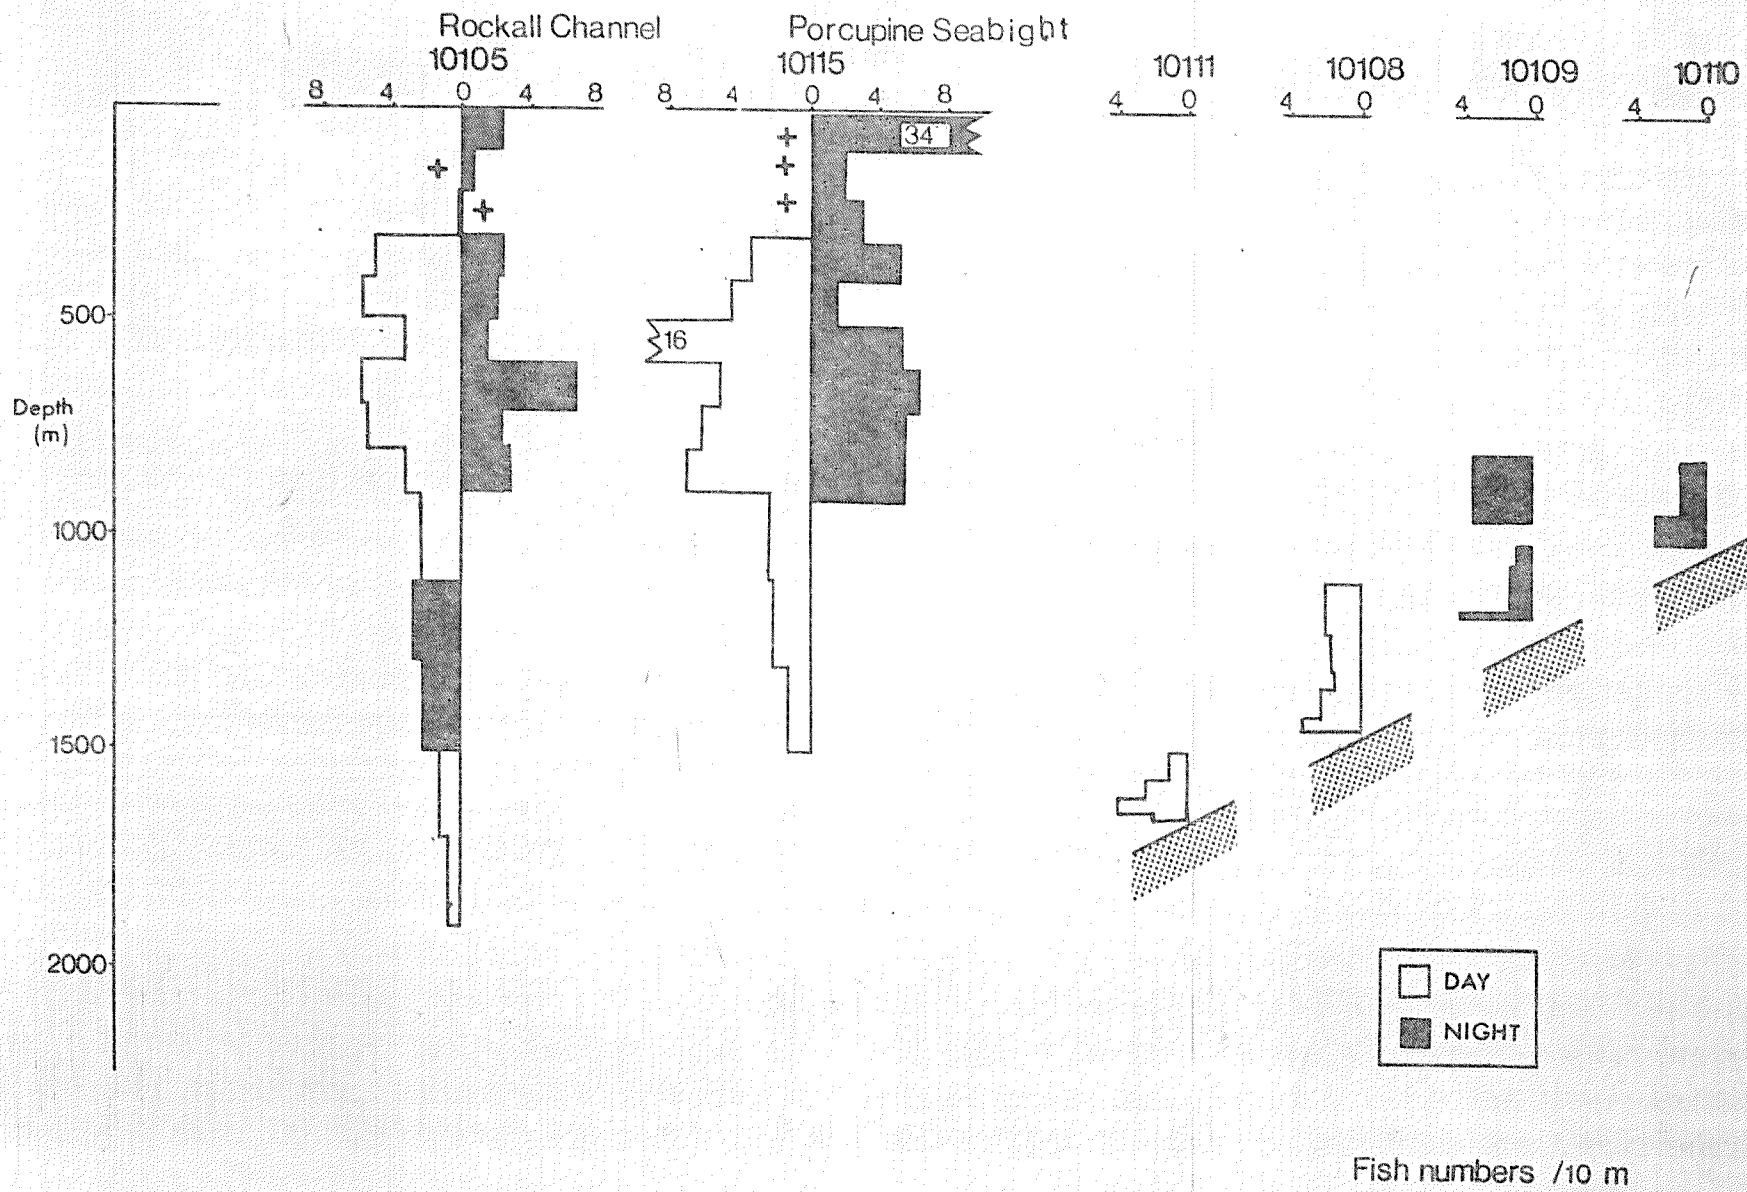 Rockall Channel
Porcupine Seabight
10105
10115
10111
10108
10109
10110
8 4 0 4 8
8 4 0 4 8
4 0
4 0
4 0
4 0
34
500
16
Depth
(m)
1000
1500
2000
DAY
NIGHT
Fish numbers /10 m